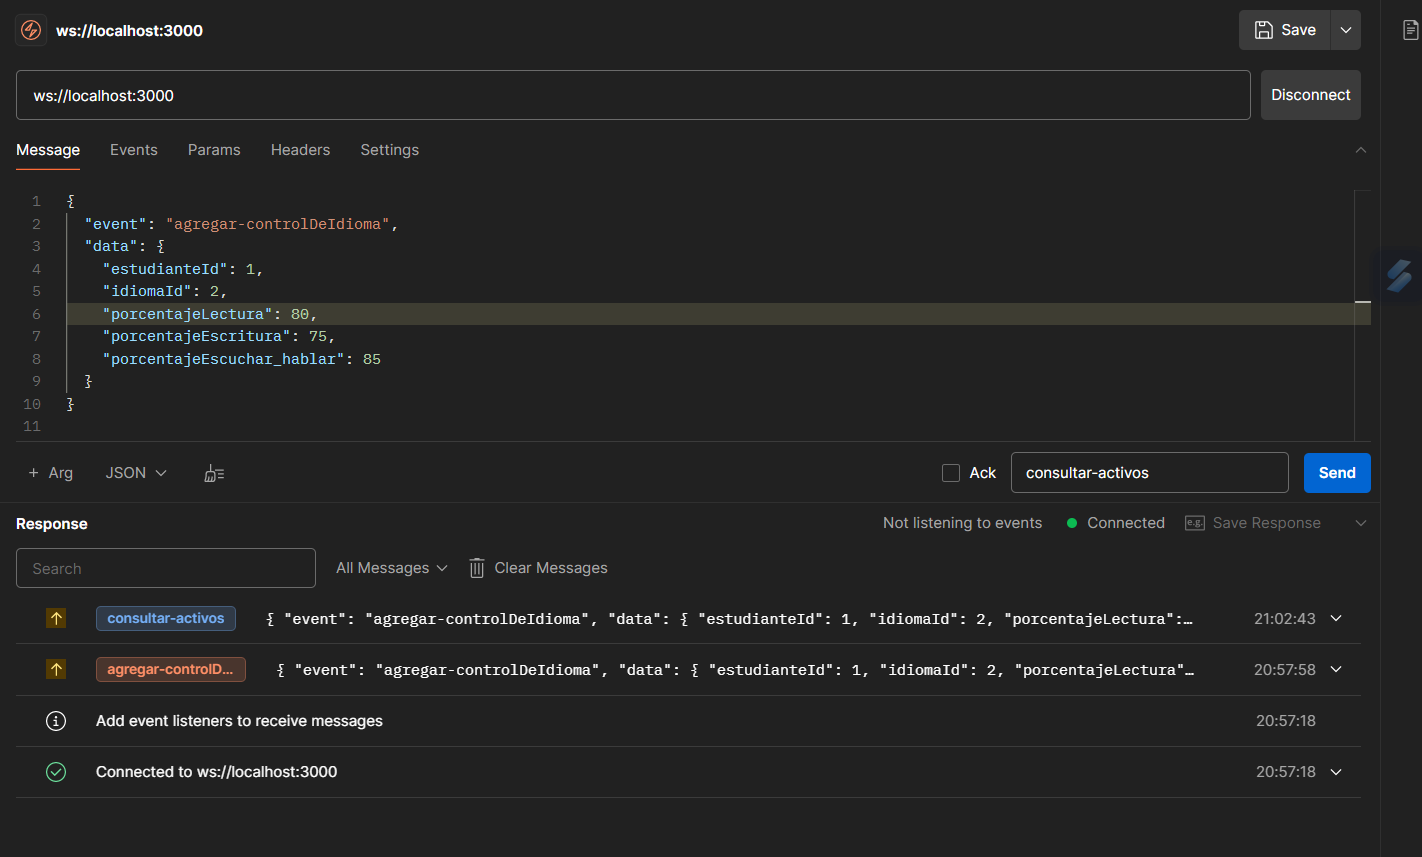 ws://localhost:3000
Save
ws://localhost:3000
Disconnect
Message Events Params Headers Settings
1 {
2 "event": "agregar-controlDeIdioma",
3 "data": {
4 "estudianteId": 1,
5 "idiomaId": 2,
6 "porcentajeLectura": 80,
7 "porcentajeEscritura": 75,
8 "porcentajeEscuchar_hablar": 85
9 }
10 }
11
+ Arg JSON Ack consultar-activos Send
Response Not listening to events Connected e.g. Save Response
Search All Messages Clear Messages
consultar-activos { "event": "agregar-controlDeIdioma", "data": { "estudianteId": 1, "idiomaId": 2, "porcentajeLectura":… 21:02:43
agregar-controlD... { "event": "agregar-controlDeIdioma", "data": { "estudianteId": 1, "idiomaId": 2, "porcentajeLectura"… 20:57:58
Add event listeners to receive messages 20:57:18
Connected to ws://localhost:3000 20:57:18